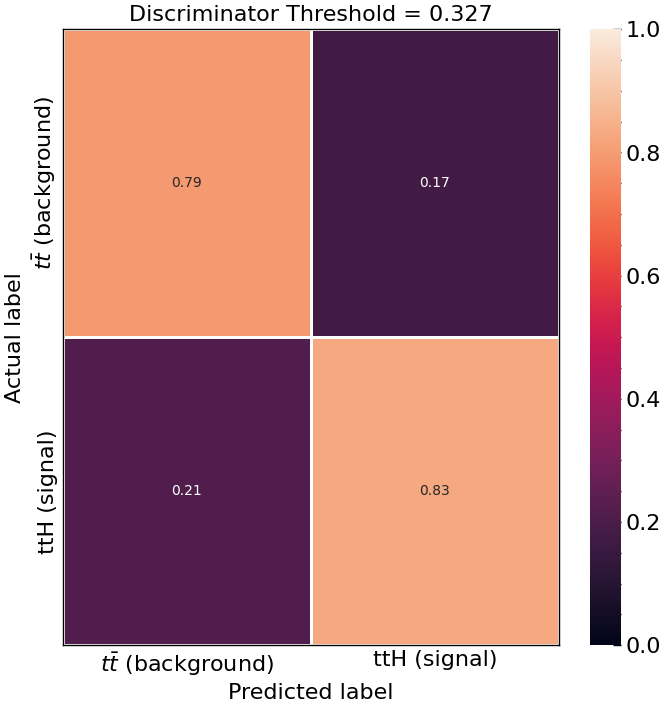 Discriminator Threshold = 0.327
Actual label
tt̄ (background)
ttH (signal)
0.79
0.17
0.21
0.83
tt̄ (background)
ttH (signal)
Predicted label
1.0
0.8
0.6
0.4
0.2
0.0